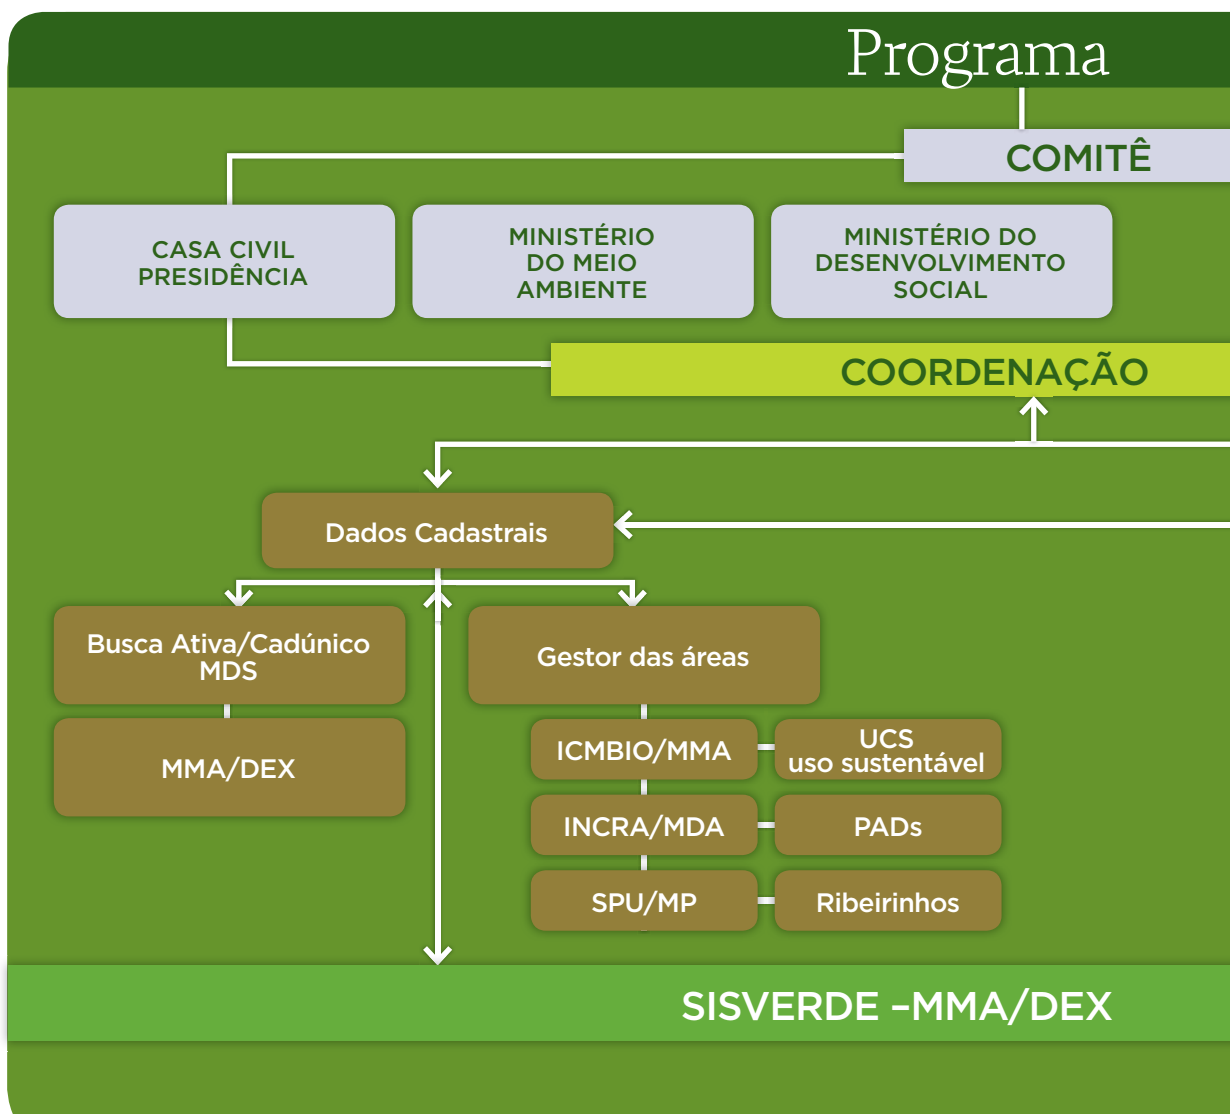 Programa
COMITÊ
CASA CIVIL
PRESIDÊNCIA
MINISTÉRIO
DO MEIO
AMBIENTE
MINISTÉRIO DO
DESENVOLVIMENTO
SOCIAL
COORDENAÇÃO
Dados Cadastrais
Busca Ativa/Cadúnico
MDS
MMA/DEX
Gestor das áreas
ICMBIO/MMA
UCS
uso sustentável
INCRA/MDA
PADs
SPU/MP
Ribeirinhos
SISVERDE –MMA/DEX